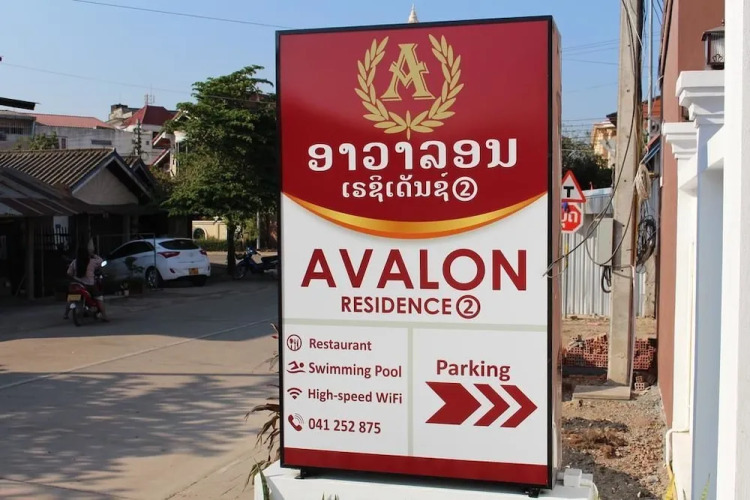 A
ອາວາລອນ
ເຣຊິເດັນຊ໌②
AVALON
RESIDENCE②
Restaurant
Swimming Pool
High-speed WiFi
041 252 875
Parking
T